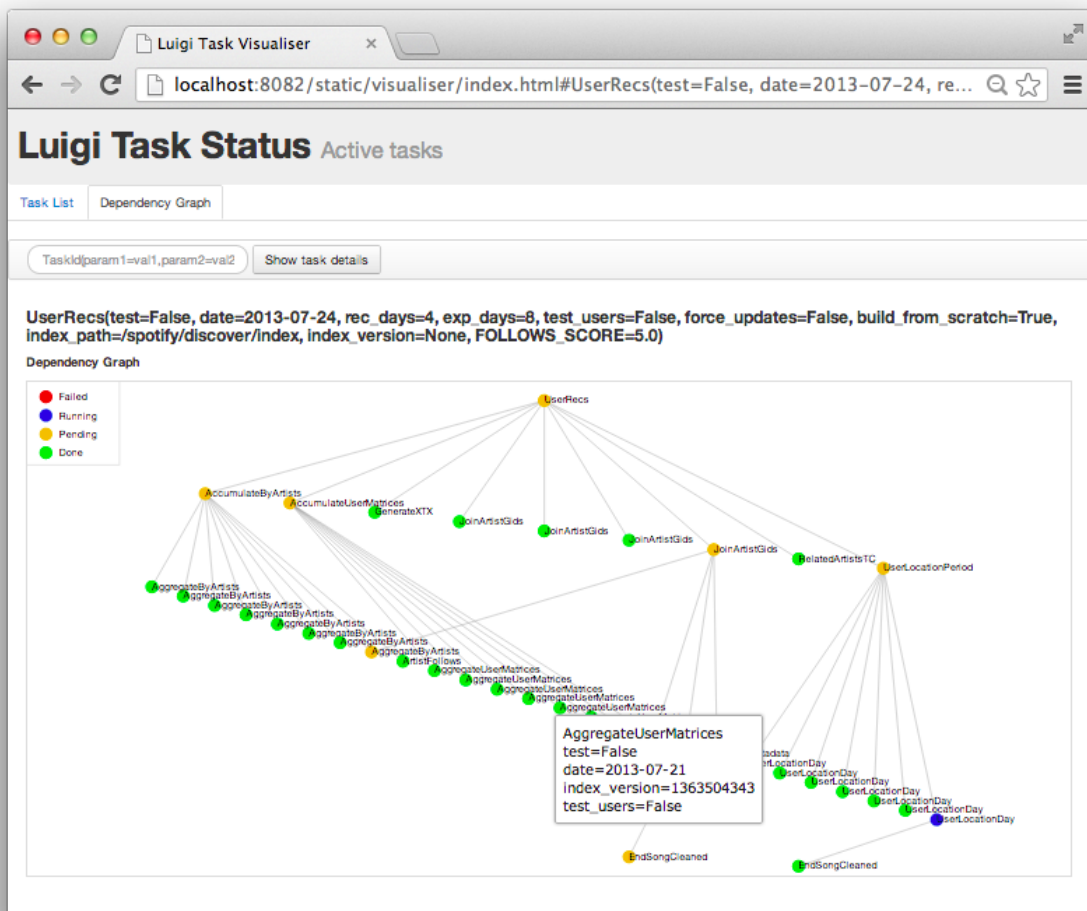 Luigi Task Visualiser
localhost:8082/static/visualiser/index.html#UserRecs(test=False, date=2013-07-24, re...
Luigi Task Status Active tasks
Task List
Dependency Graph
TaskId(param1=val1,param2=val2
Show task details
UserRecs(test=False, date=2013-07-24, rec_days=4, exp_days=8, test_users=False, force_updates=False, build_from_scratch=True,
index_path=/spotify/discover/index, index_version=None, FOLLOWS_SCORE=5.0)
Dependency Graph
Failed
Running
Pending
Done
UserRecs
AccumulateByArtists
AccumulateUserMatrices
GenerateXTX
JoinArtistGids
JoinArtistGids
JoinArtistGids
JoinArtistGids
RelatedArtistsTC
UserLocationPeriod
AggregateByArtists
AggregateByArtists
AggregateByArtists
AggregateByArtists
AggregateByArtists
AggregateByArtists
AggregateByArtists
AggregateByArtists
ArtistFollows
AggregateUserMatrices
AggregateUserMatrices
AggregateUserMatrices
AggregateUserMatrices
AggregateUserMatrices
AggregateUserMatrices
test=False
date=2013-07-21
index_version=1363504343
test_users=False
adata
erLocationDay
UserLocationDay
UserLocationDay
UserLocationDay
UserLocationDay
UserLocationDay
UserLocationDay
EndSongCleaned
EndSongCleaned